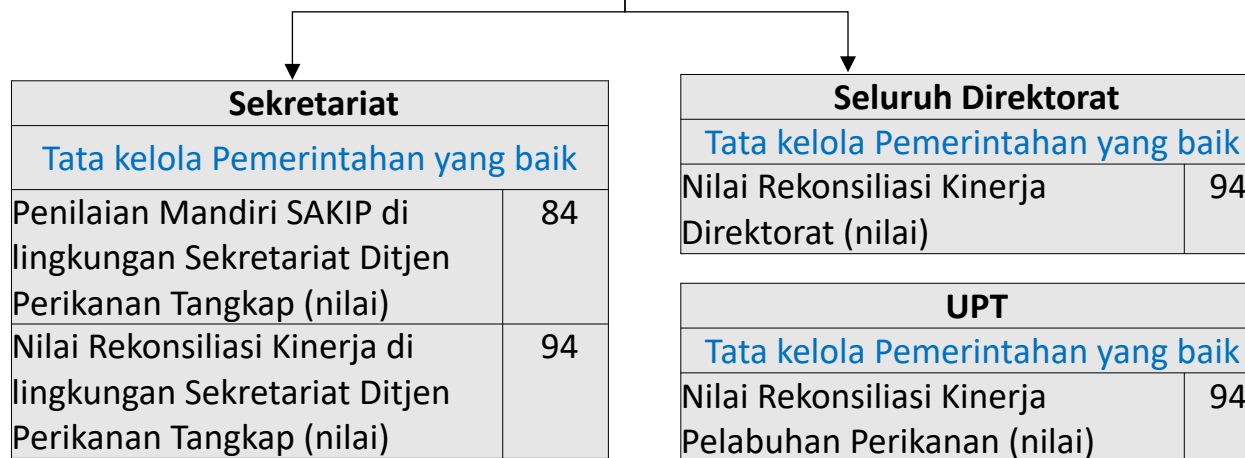 Sekretariat
Tata kelola Pemerintahan yang baik
Penilaian Mandiri SAKIP di
lingkungan Sekretariat Ditjen
Perikanan Tangkap (nilai)
84
Nilai Rekonsiliasi Kinerja di
lingkungan Sekretariat Ditjen
Perikanan Tangkap (nilai)
94
Seluruh Direktorat
Tata kelola Pemerintahan yang baik
Nilai Rekonsiliasi Kinerja
Direktorat (nilai)
94
UPT
Tata kelola Pemerintahan yang baik
Nilai Rekonsiliasi Kinerja
Pelabuhan Perikanan (nilai)
94